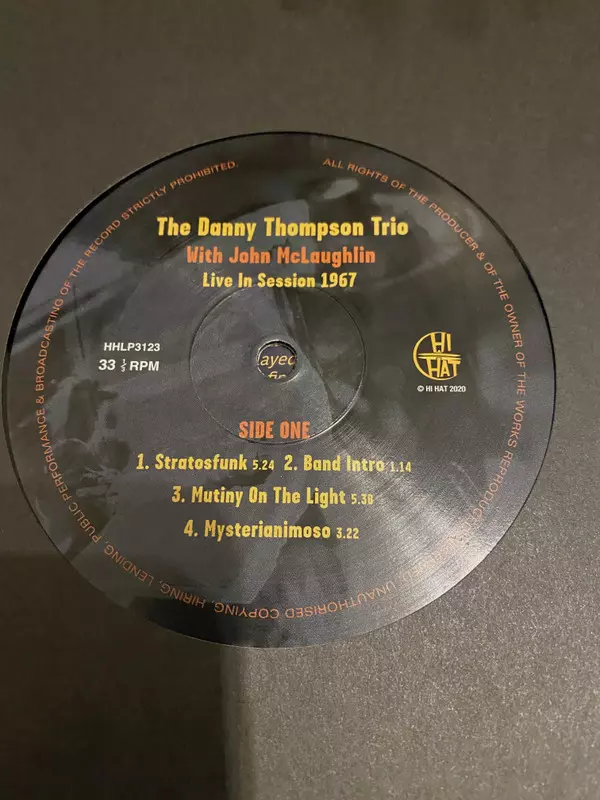 The Danny Thompson Trio
With John McLaughlin
Live In Session 1967
HHLP3123
33 ⅓ RPM
HI HAT
© HI HAT 2020
ayed
SIDE ONE
1. Stratosfunk 5.24 2. Band Intro 1.14
3. Mutiny On The Light 5.30
4. Mysterianimoso 3.22
ALL RIGHTS OF THE PRODUCER & OF THE OWNER OF THE WORKS REPRODUC
UNAUTHORISED COPYING, HIRING, LENDING, PUBLIC PERFORMANCE & BROADCASTING OF THE RECORD STRICTLY PROHIBITED.